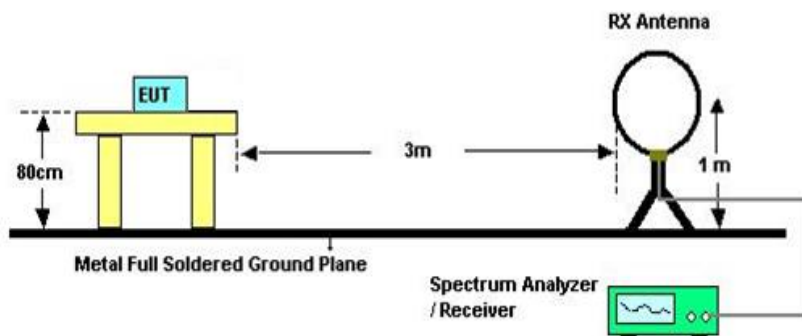 RX Antenna
EUT
3m
1 m
80cm
Metal Full Soldered Ground Plane
Spectrum Analyzer
/ Receiver